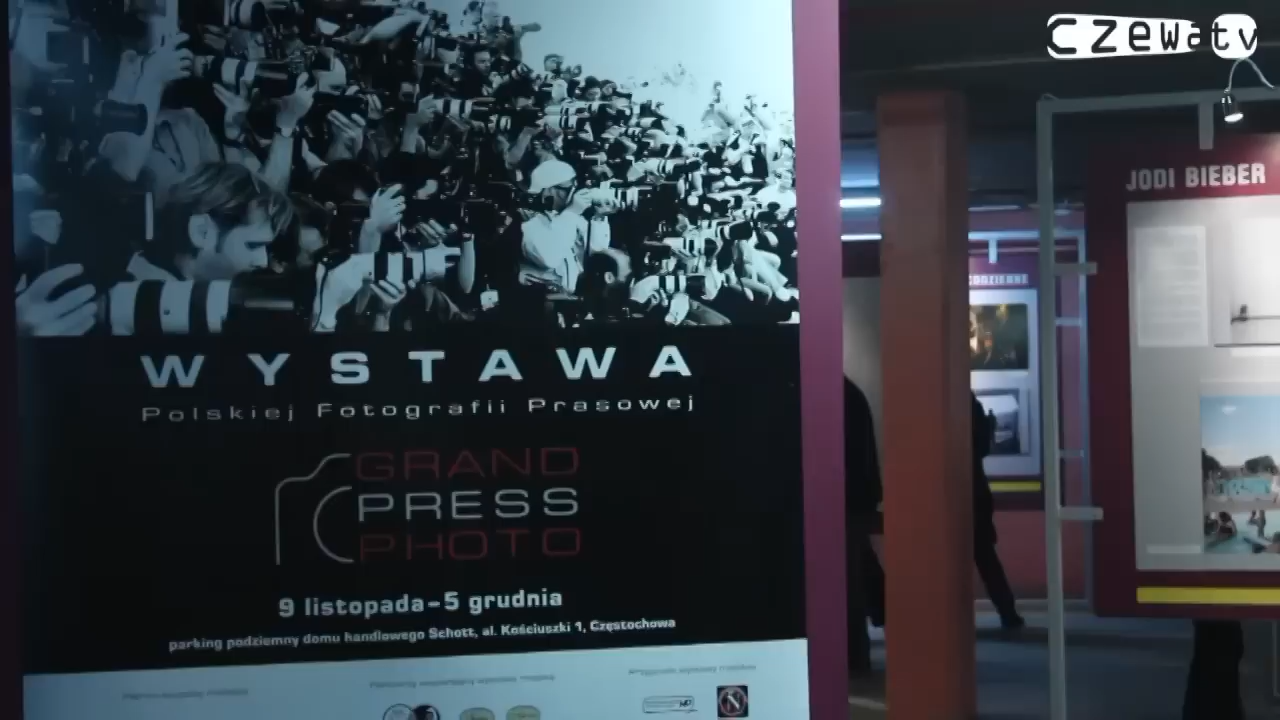 czewatv
JODI BIEBER
WYSTAWA
Polskiej Fotografii Prasowej
GRAND
PRESS
PHOTO
9 listopada-5 grudnia
parking podziemny domu handlowego Schott, al. Kościuszki 1, Częstochowa